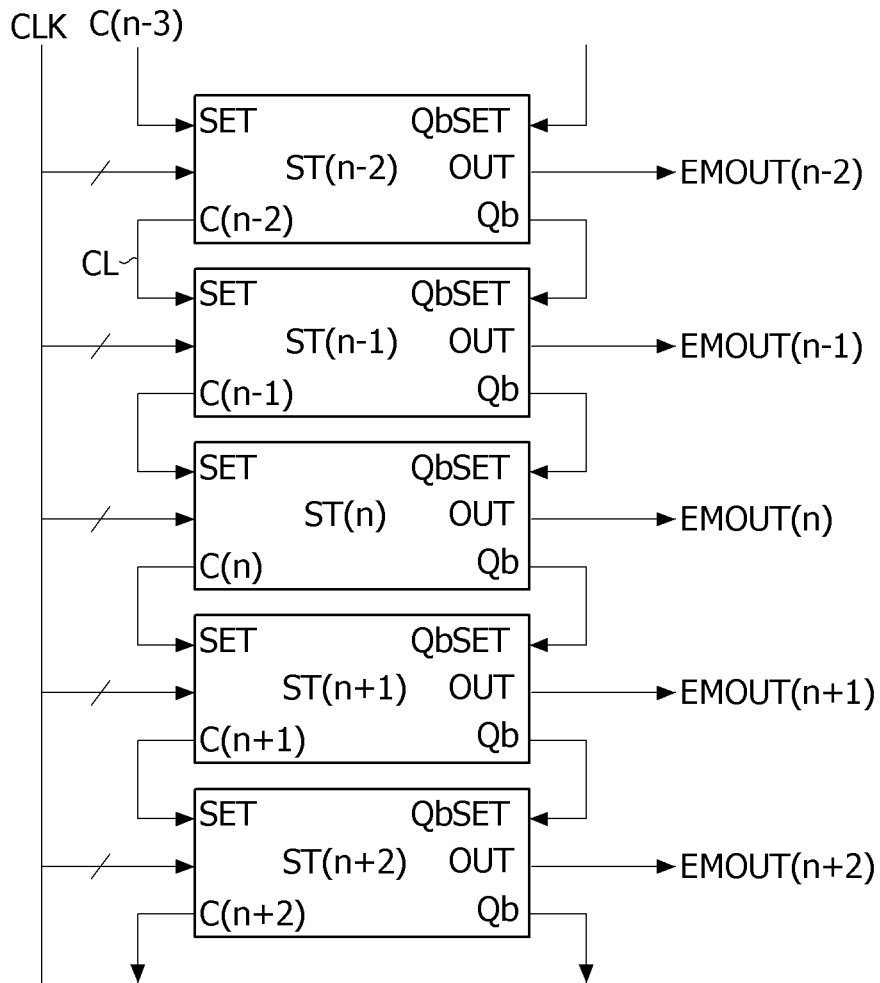 CLK C(n-3)
SET QbSET
ST(n-2) OUT EMOUT(n-2)
C(n-2) Qb
CL
SET QbSET
ST(n-1) OUT EMOUT(n-1)
C(n-1) Qb
SET QbSET
ST(n) OUT EMOUT(n)
C(n) Qb
SET QbSET
ST(n+1) OUT EMOUT(n+1)
C(n+1) Qb
SET QbSET
ST(n+2) OUT EMOUT(n+2)
C(n+2) Qb